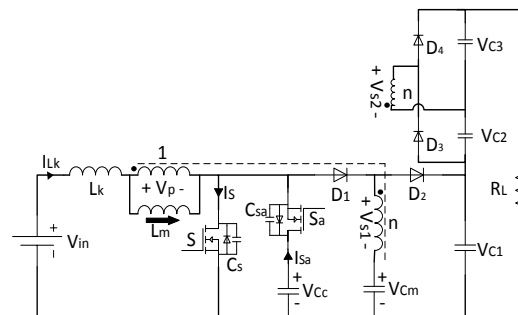 D4
VC3
+ Vs2 -
n
D3
VC2
1
ILk
Lk
+ Vp -
Lm
IS
D1
D2
RL
Csa
Sa
S
Cs
ISa
+ Vs1 -
n
Vin
+
-
+
VCc
-
+
VCm
-
VC1